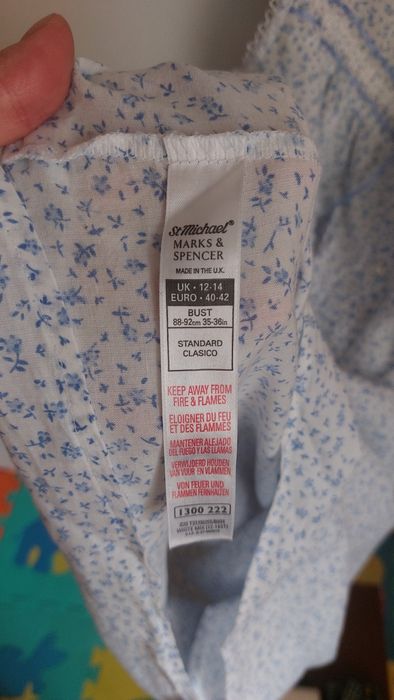 St Michael®
MARKS &
SPENCER
MADE IN THE U.K.
UK • 12-14
EURO • 40-42
BUST
88-92cm 35-36in
STANDARD
CLASICO
KEEP AWAY FROM
FIRE & FLAMES
ELOIGNER DU FEU
ET DES FLAMMES
MANTENER ALEJADO
DEL FUEGO Y LAS LLAMAS
VERWIJDERD HOUDEN
VAN VUUR EN VLAMMEN
VON FEUER UND
FLAMMEN FERNHALTEN
1300 222
WHITE MIX